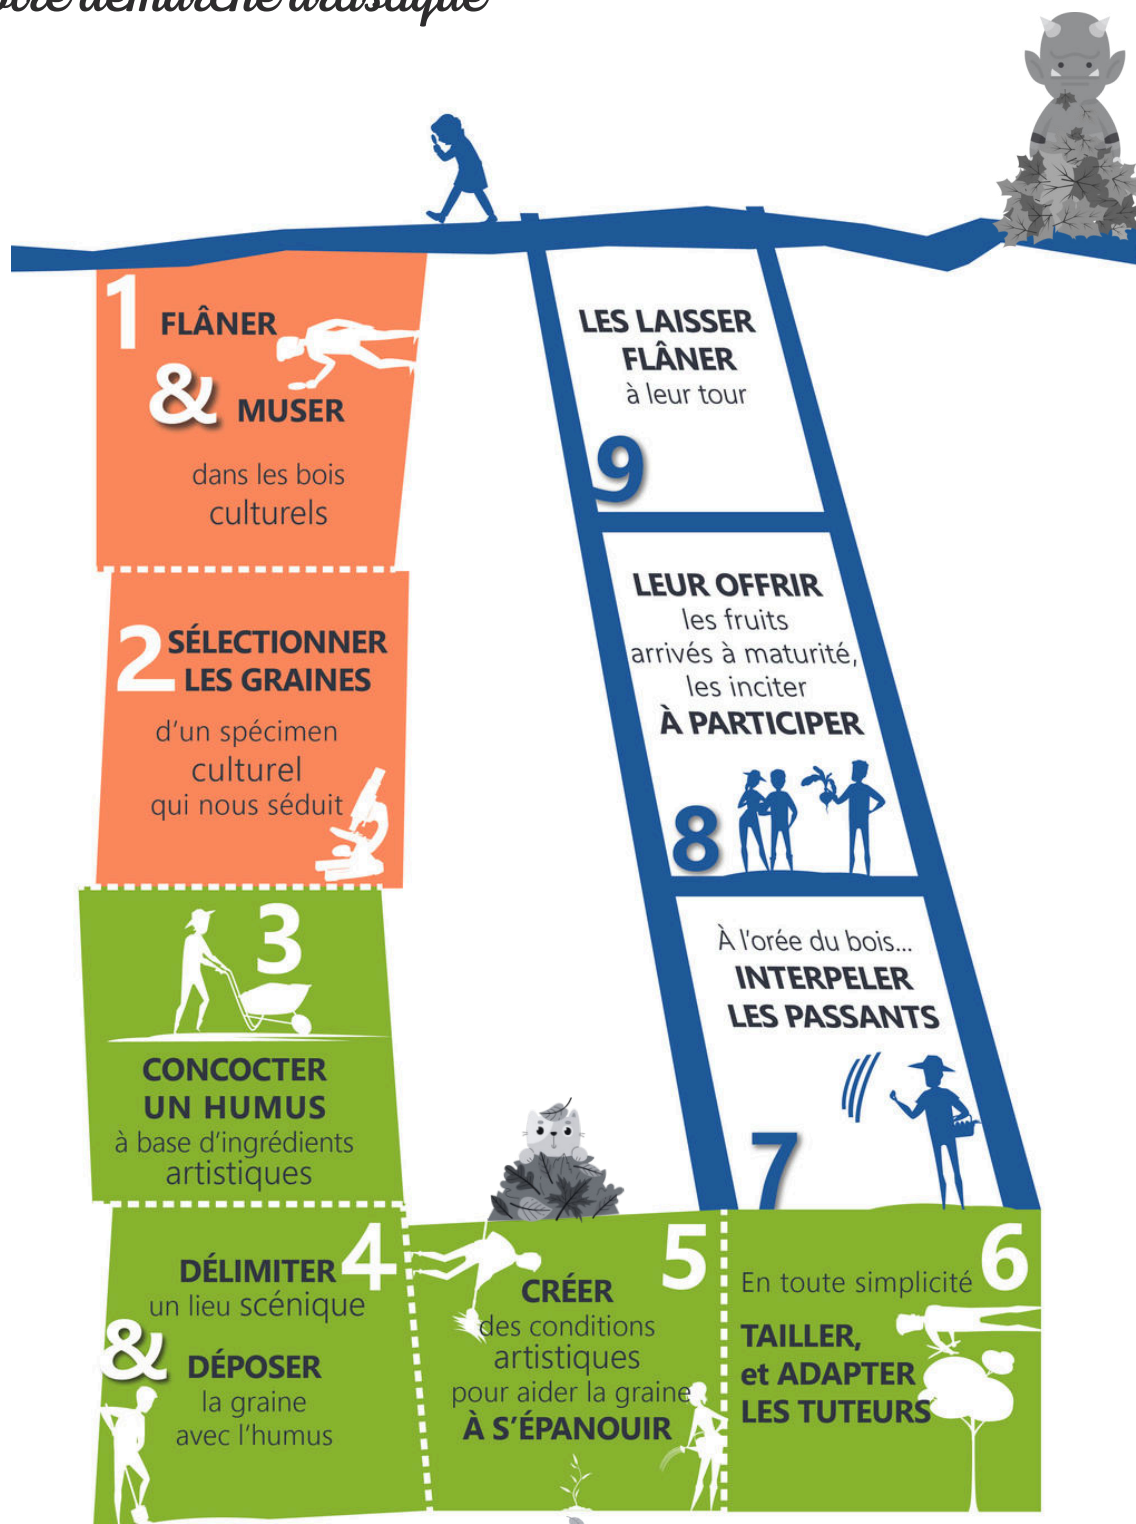 démarche artistique
1
FLÂNER
&
MUSER
dans les bois
culturels
2
SÉLECTIONNER
LES GRAINES
d'un spécimen
culturel
qui nous séduit
3
CONCOCTER
UN HUMUS
à base d'ingrédients
artistiques
4
DÉLIMITER
un lieu scénique
&
DÉPOSER
la graine
avec l'humus
5
CRÉER
des conditions
artistiques
pour aider la graine
À S'ÉPANOUIR
6
En toute simplicité
TAILLER,
et ADAPTER
LES TUTEURS
À l'orée du bois...
INTERPELER
LES PASSANTS
7
LEUR OFFRIR
les fruits
arrivés à maturité,
les inciter
À PARTICIPER
8
LES LAISSER
FLÂNER
à leur tour
9